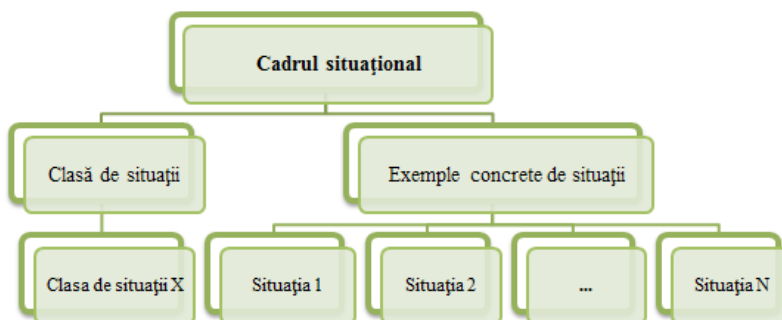 Cadrul situaţional
Clasă de situaţii
Exemple concrete de situaţii
Clasa de situaţii X
Situaţia 1
Situaţia 2
...
Situaţia N